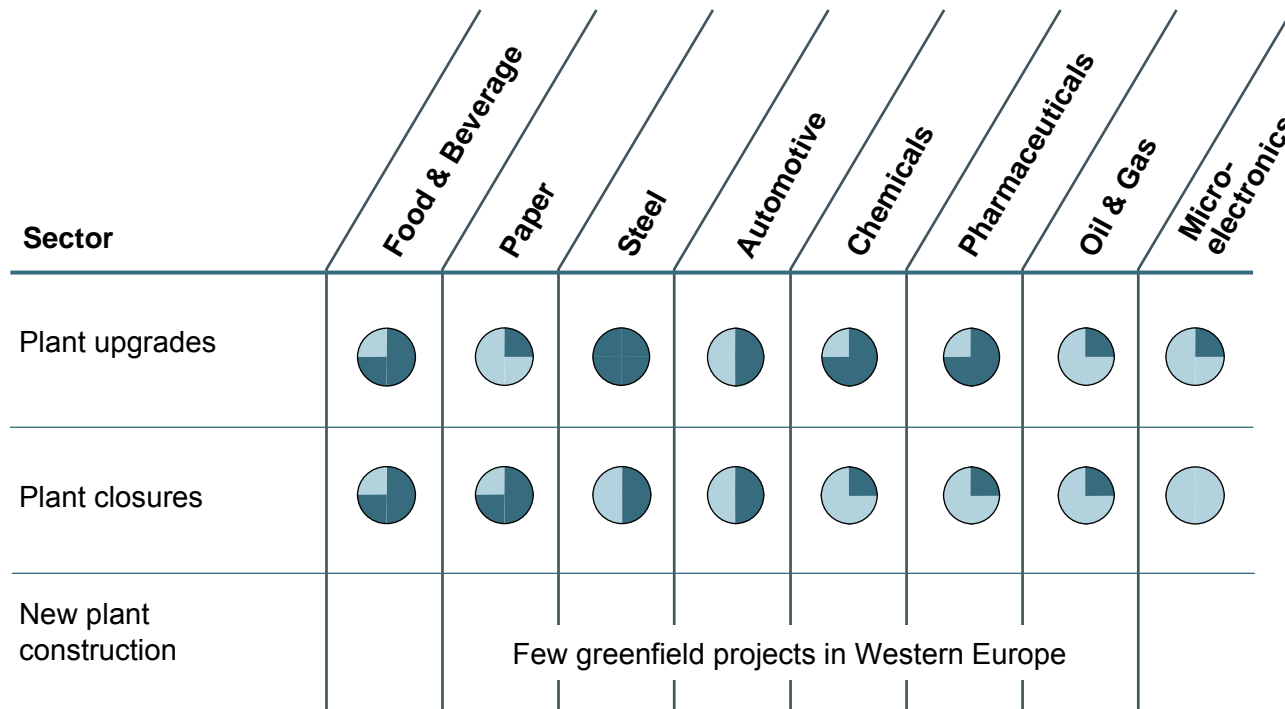 Sector
Food & Beverage
Paper
Steel
Automotive
Chemicals
Pharmaceuticals
Oil & Gas
Micro-
electronics
Plant upgrades
Plant closures
New plant
construction
Few greenfield projects in Western Europe